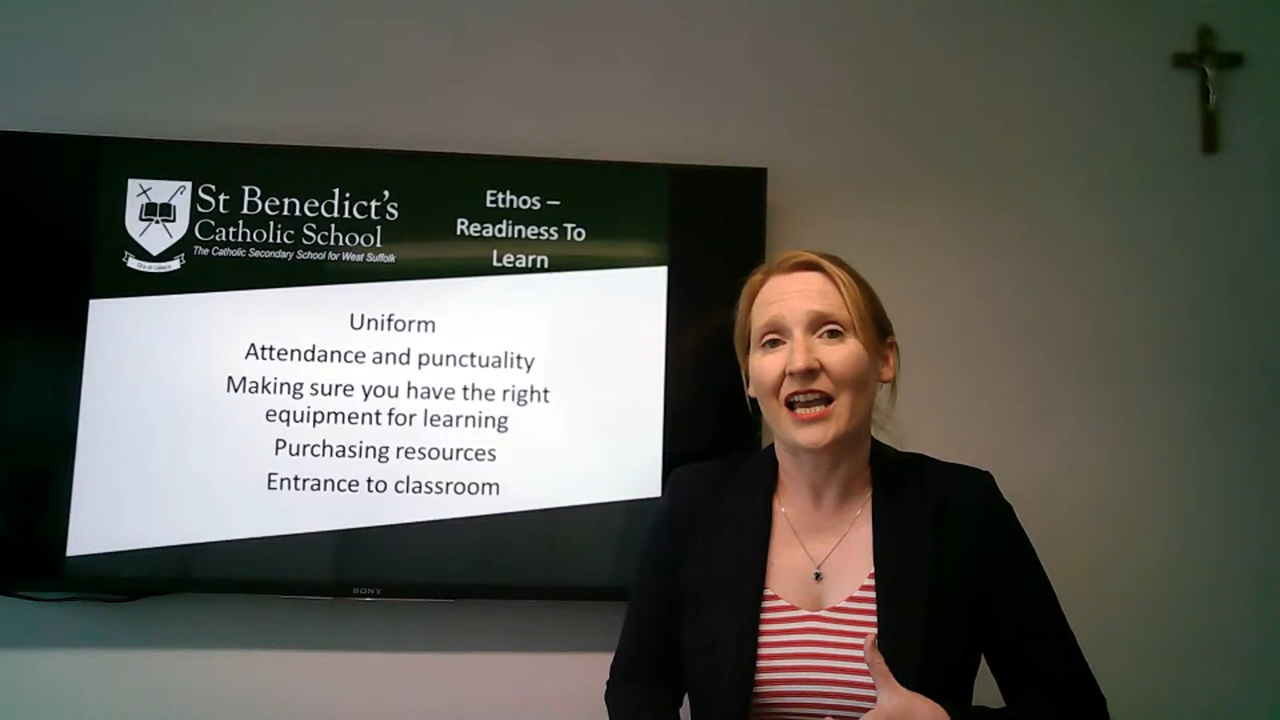 St Benedict's
Catholic School
The Catholic Secondary School for West Suffolk
Ethos –
Readiness To
Learn
Uniform
Attendance and punctuality
Making sure you have the right
equipment for learning
Purchasing resources
Entrance to classroom
SONY